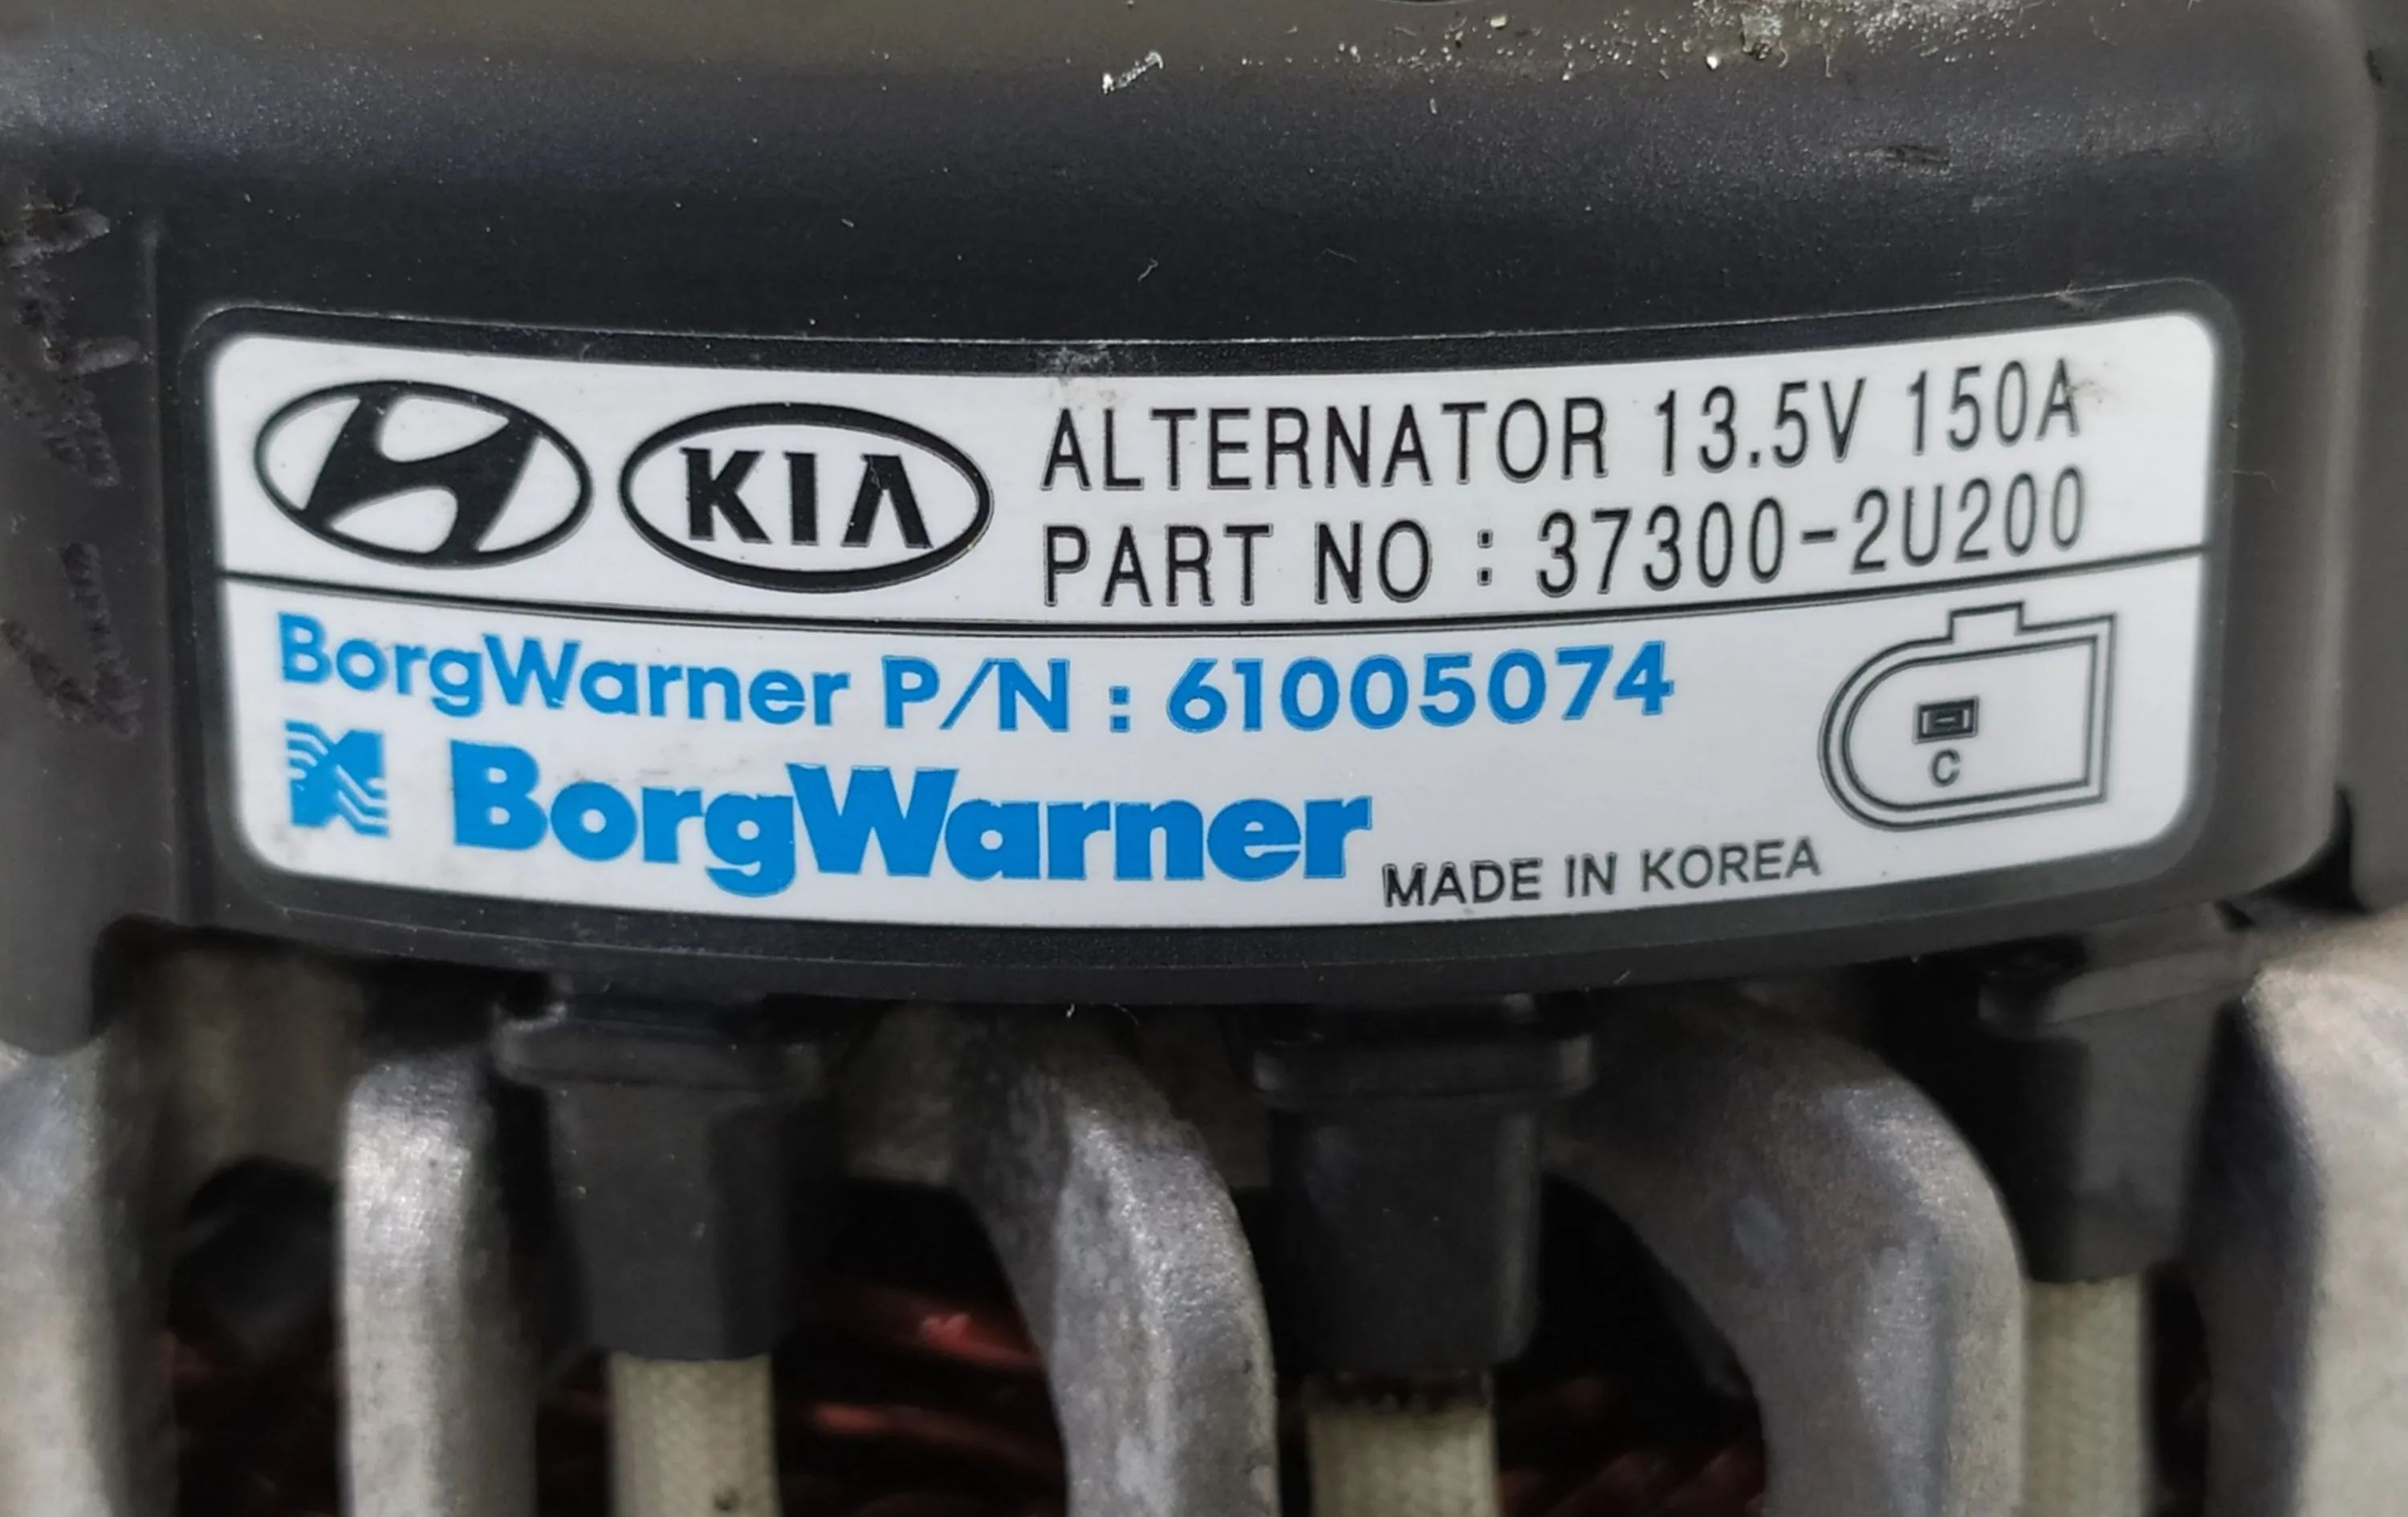 KIA
ALTERNATOR 13.5V 150A
PART NO : 37300-2U200
BorgWarner P/N : 61005074
BorgWarner
MADE IN KOREA
C